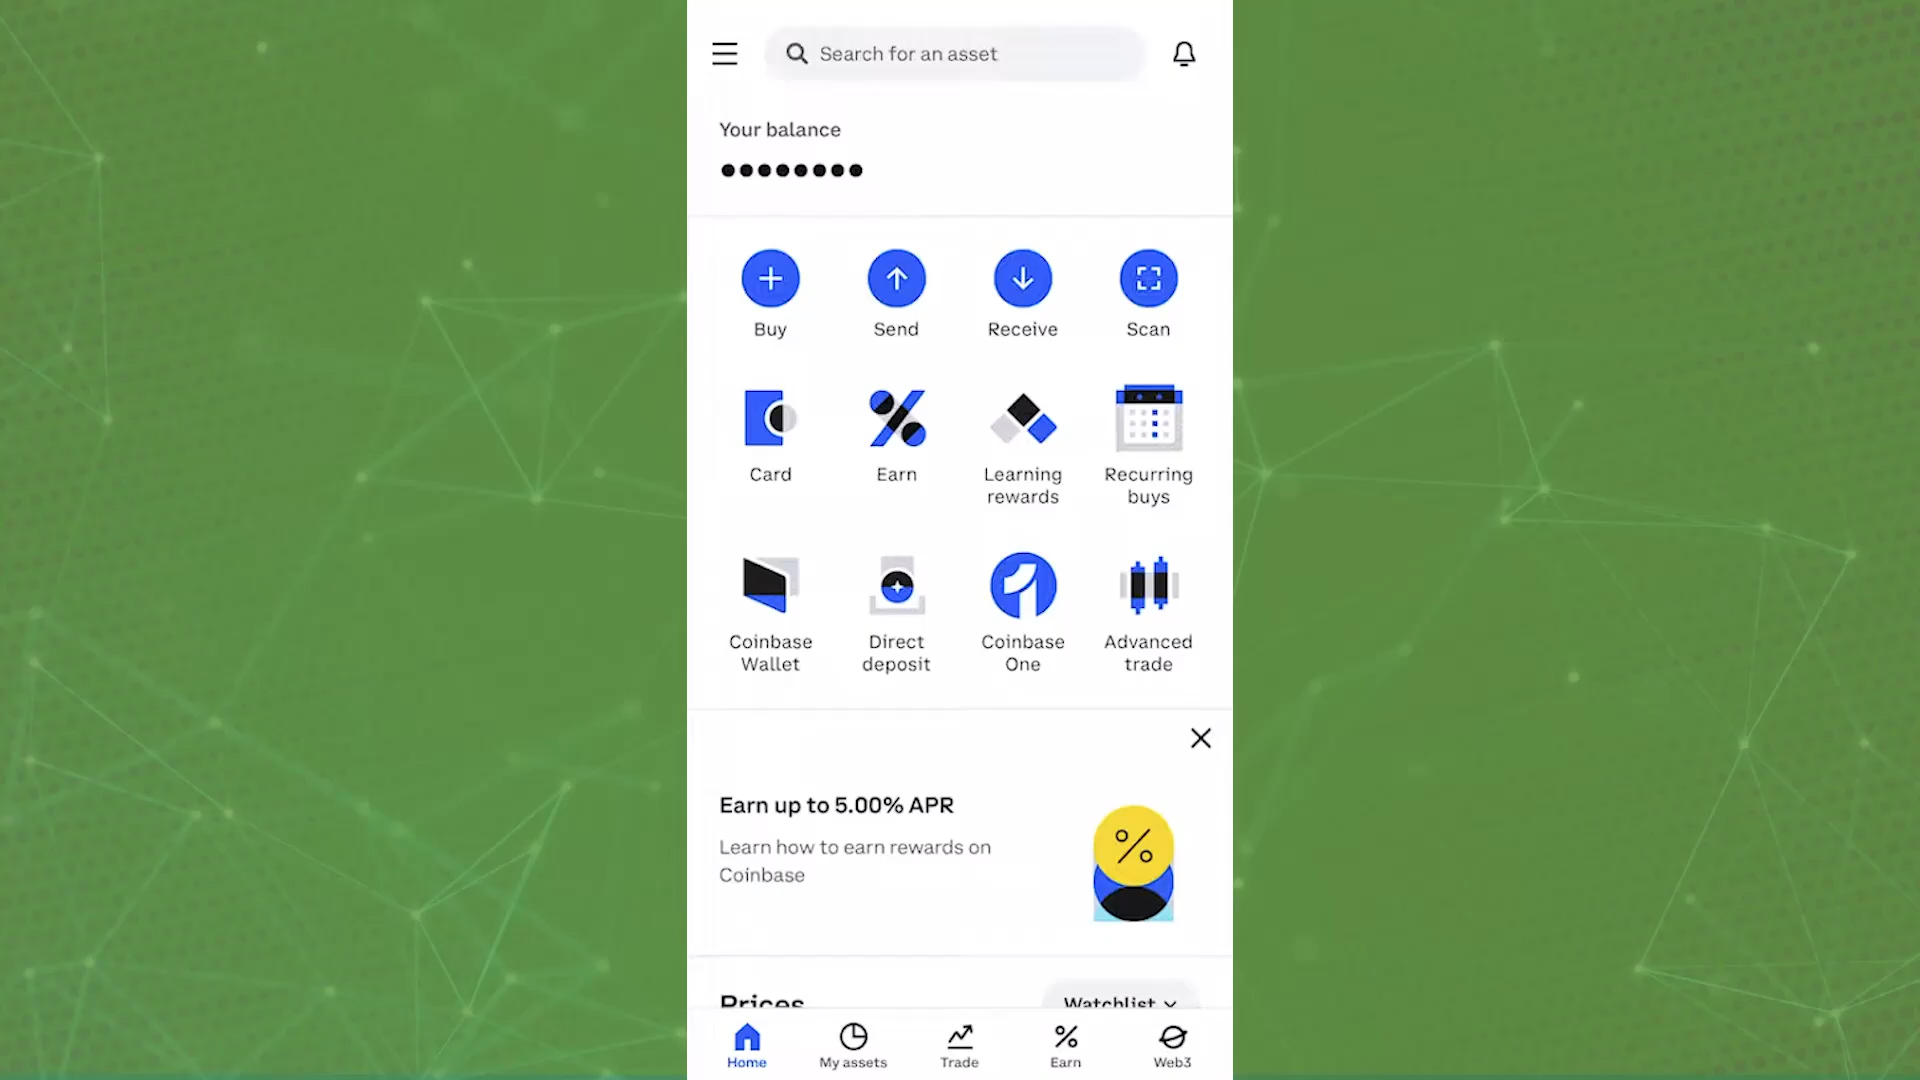 Search for an asset
Your balance
Buy
Send
Receive
Scan
Card
Earn
Learning
rewards
Recurring
buys
Coinbase
Wallet
Direct
deposit
Coinbase
One
Advanced
trade
Earn up to 5.00% APR
Learn how to earn rewards on
Coinbase
Prices
Watchlist
Home
My assets
Trade
Earn
Web3